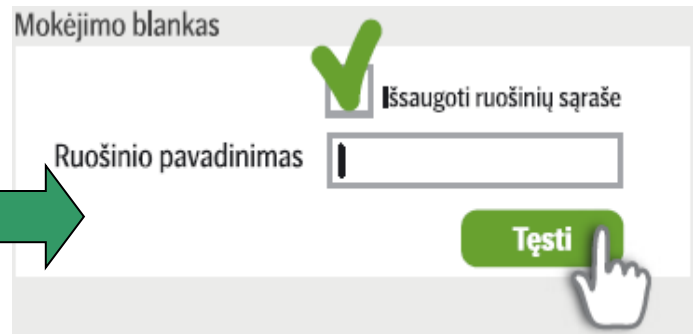 Mokėjimo blankas
Išsaugoti ruošinių sąraše
Ruošinio pavadinimas
Tęsti